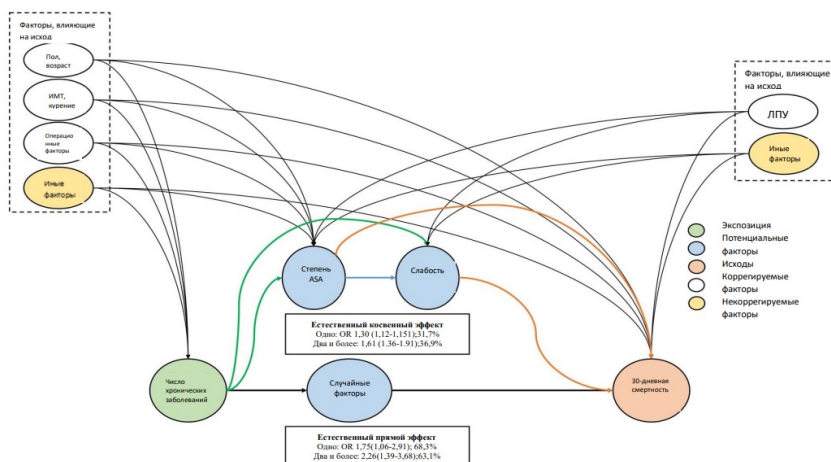 Факторы, влияющие
на исход
Пол,
возраст
ИМТ,
курение
Операцио
нные
факторы
Иные
факторы
Факторы, влияющие
на исход
ЛПУ
Иные
факторы
Экспозиция
Потенциальные
факторы
Исходы
Коррегируемые
факторы
Некоррегируемые
факторы
Степень
ASA
Слабость
Естественный косвенный эффект
Одно: OR 1,30 (1,12-1,151);31,7%
Два и более: 1,61 (1.36-1.91);36,9%
Число
хронических
заболеваний
Случайные
факторы
30-дневная
смертность
Естественный прямой эффект
Одно: OR 1,75(1,06-2,91); 68,3%
Два и более: 2,26(1,39-3,68);63,1%